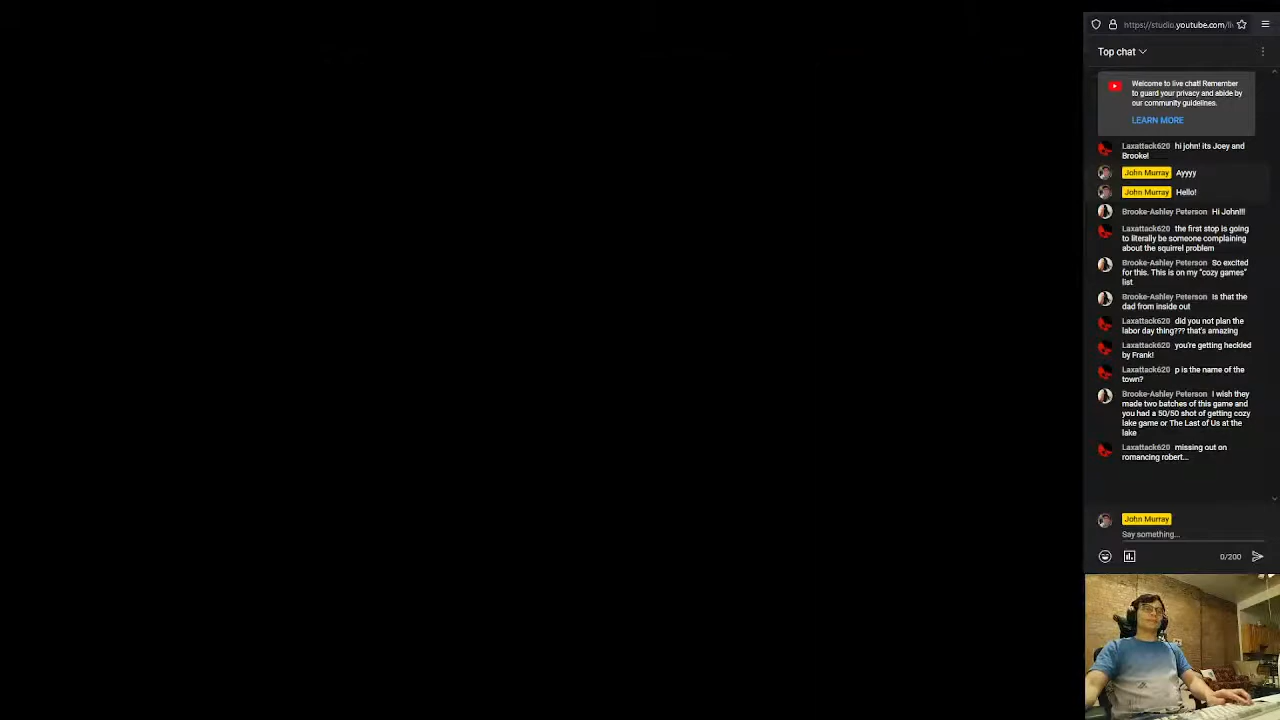 https://studio.youtube.com/li
Top chat
Welcome to live chat! Remember
to guard your privacy and abide by
our community guidelines.
LEARN MORE
Laxattack620 hi john! its Joey and
Brooke!
John Murray Ayyyy
John Murray Hello!
Brooke-Ashley Peterson Hi John!!!
Laxattack620 the first stop is going
to literally be someone complaining
about the squirrel problem
Brooke-Ashley Peterson So excited
for this. This is on my "cozy games"
list
Brooke-Ashley Peterson Is that the
dad from inside out
Laxattack620 did you not plan the
labor day thing??? that's amazing
Laxattack620 you're getting heckled
by Frank!
Laxattack620 p is the name of the
town?
Brooke-Ashley Peterson I wish they
made two batches of this game and
you had a 50/50 shot of getting cozy
lake game or The Last of Us at the
lake
Laxattack620 missing out on
romancing robert...
John Murray
Say something...
0/200